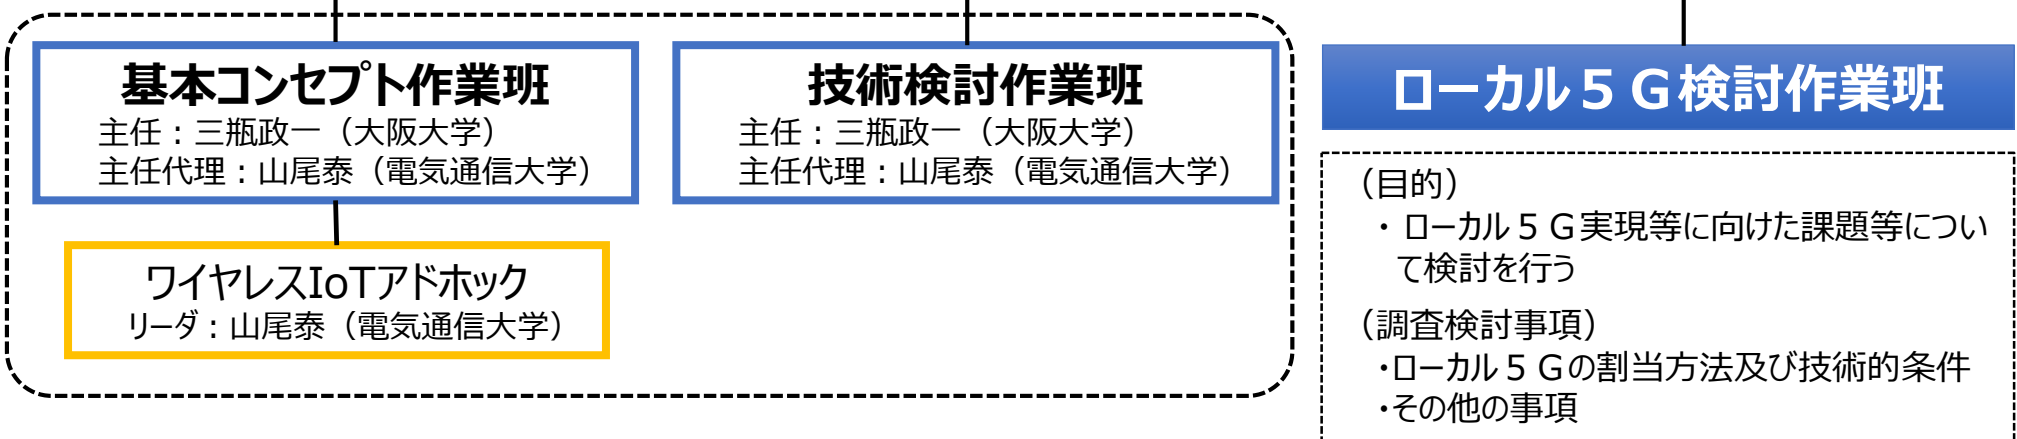 基本コンセプト作業班
主任：三瓶政一（大阪大学）
主任代理：山尾泰（電気通信大学）
ワイヤレスIoTアドホック
リーダ：山尾泰（電気通信大学）
技術検討作業班
主任：三瓶政一（大阪大学）
主任代理：山尾泰（電気通信大学）
ローカル５Ｇ検討作業班
（目的）
・ローカル５Ｇ実現等に向けた課題等につい
て検討を行う
（調査検討事項）
・ローカル５Ｇの割当方法及び技術的条件
・その他の事項